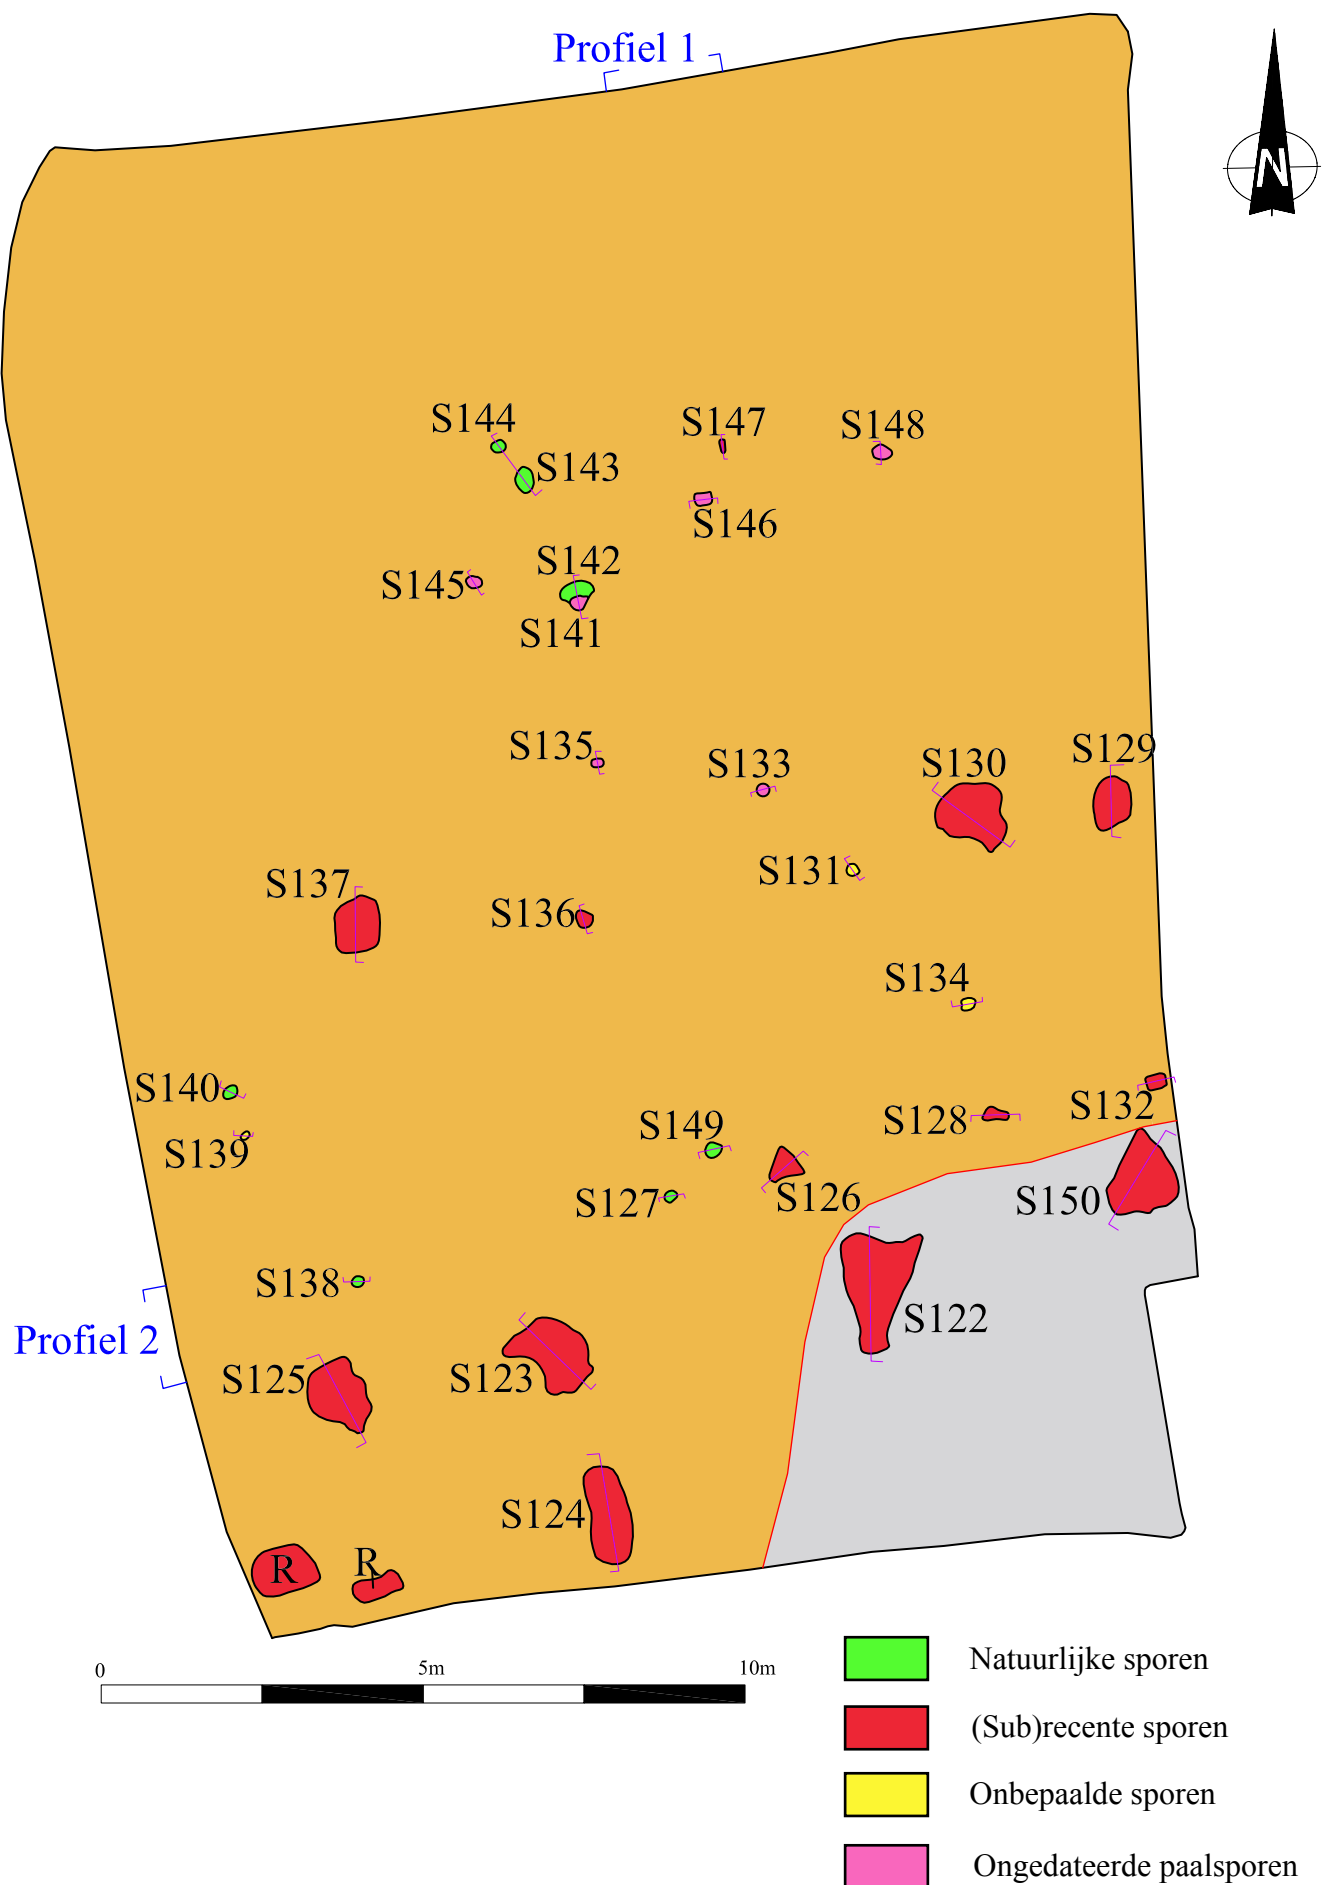 Profiel 1
N
S144
S147
S148
S143
S146
S142
S145
S141
S135
S133
S130
S129
S131
S137
S136
S134
S140
S139
S149
S128
S132
S127
S126
S150
S138
S122
Profiel 2
S125
S123
S124
R
R
0
5m
10m
Natuurlijke sporen
(Sub)recente sporen
Onbepaalde sporen
Ongedateerde paalsporen